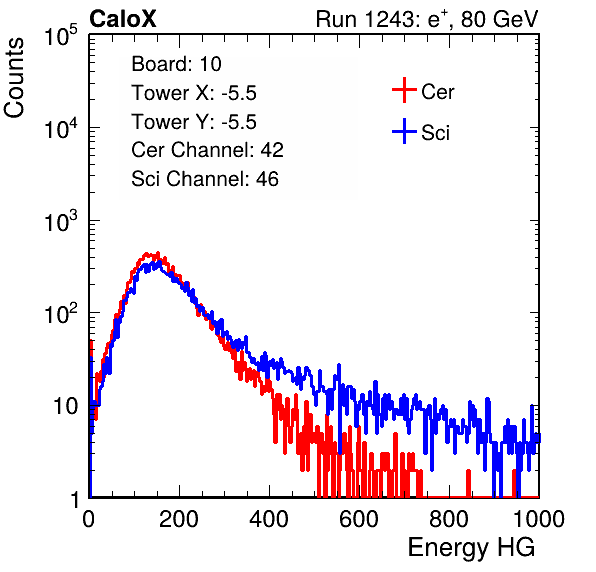 CaloX Run 1243: e⁺, 80 GeV
Counts
10⁵
10⁴
10³
10²
10
1
Board: 10
Tower X: -5.5
Tower Y: -5.5
Cer Channel: 42
Sci Channel: 46
Cer
Sci
0 200 400 600 800 1000
Energy HG